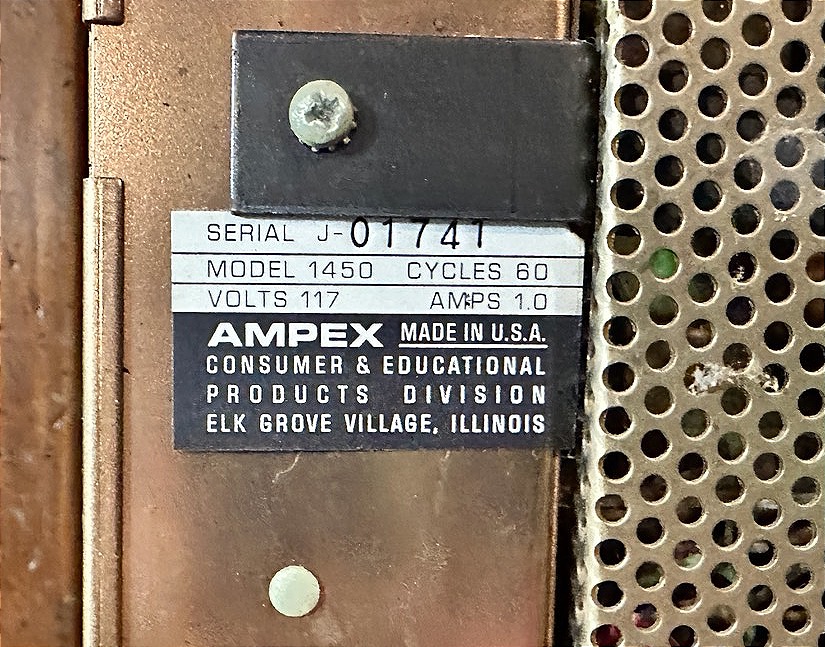 SERIAL J-01741
MODEL 1450 CYCLES 60
VOLTS 117 AMPS 1.0
AMPEX MADE IN U.S.A.
CONSUMER & EDUCATIONAL
PRODUCTS DIVISION
ELK GROVE VILLAGE, ILLINOIS